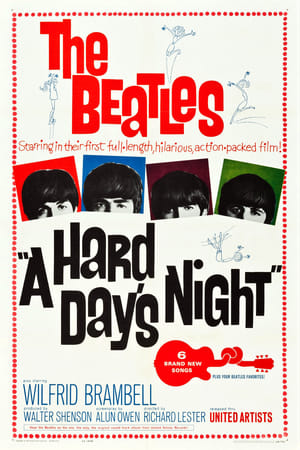 The
BEATLES
Starring in their first full-length, hilarious, action-packed film!
"A HARD
DAY'S NIGHT"
6
BRAND NEW
SONGS
PLUS YOUR BEATLES FAVORITES!
also starring
WILFRID BRAMBELL
produced by
WALTER SHENSON
screenplay by
ALUN OWEN
directed by
RICHARD LESTER
released thru
UNITED ARTISTS